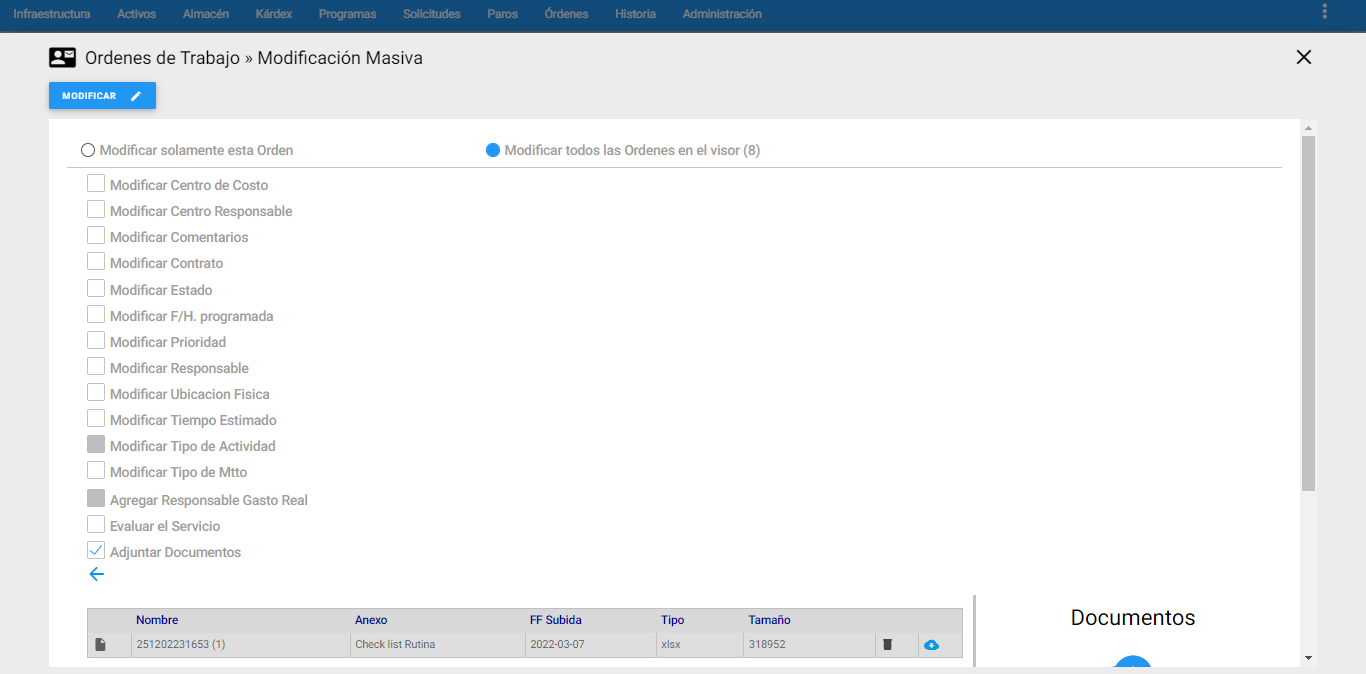 Infraestructura Activos Almacén Kárdex Programas Solicitudes Paros Órdenes Historia Administración
Ordenes de Trabajo » Modificación Masiva
MODIFICAR
Modificar solamente esta Orden Modificar todos las Ordenes en el visor (8)
Modificar Centro de Costo
Modificar Centro Responsable
Modificar Comentarios
Modificar Contrato
Modificar Estado
Modificar F/H. programada
Modificar Prioridad
Modificar Responsable
Modificar Ubicacion Fisica
Modificar Tiempo Estimado
Modificar Tipo de Actividad
Modificar Tipo de Mtto
Agregar Responsable Gasto Real
Evaluar el Servicio
Adjuntar Documentos
Documentos
Nombre Anexo FF Subida Tipo Tamaño
251202231653 (1) Check list Rutina 2022-03-07 xlsx 318952